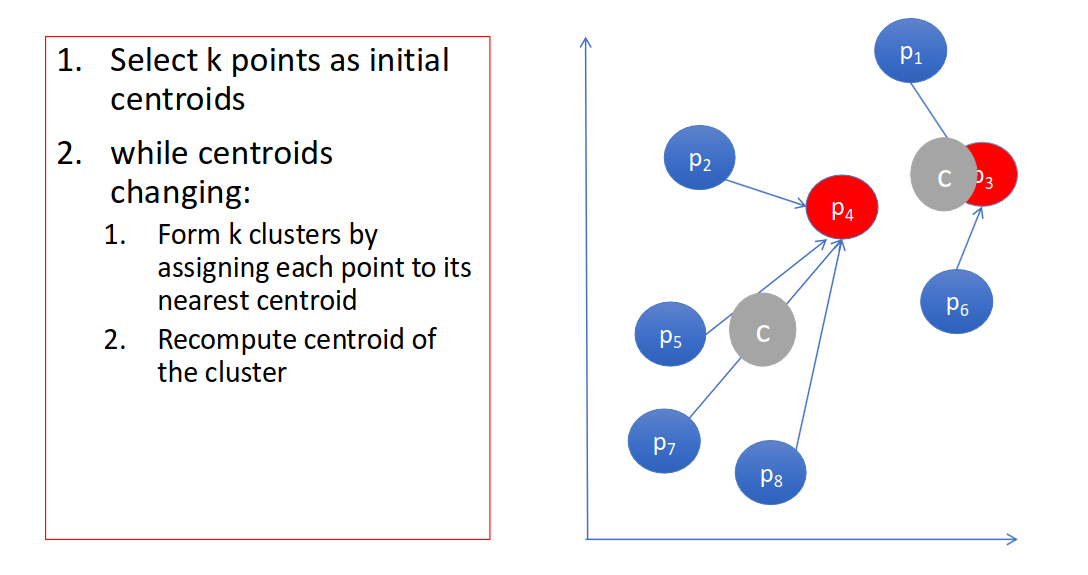 1. Select k points as initial
centroids
2. while centroids
changing:
1. Form k clusters by
assigning each point to its
nearest centroid
2. Recompute centroid of
the cluster
p1
p2
p4
c
p3
p6
p5
c
p7
p8